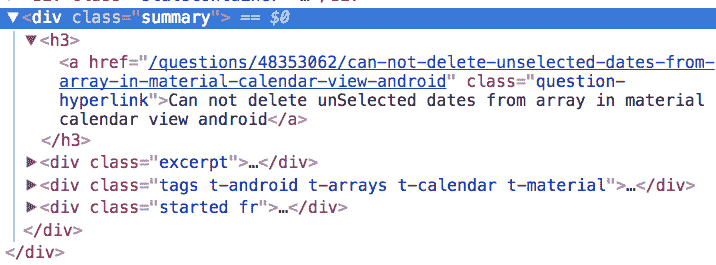 ▼<div class="summary"> == $0
▼<h3>
<a href="/questions/48353062/can-not-delete-unselected-dates-from-
array-in-material-calendar-view-android" class="question-
hyperlink">Can not delete unSelected dates from array in material
calendar view android</a>
</h3>
▶<div class="excerpt">…</div>
▶<div class="tags t-android t-arrays t-calendar t-material">…</div>
▶<div class="started fr">…</div>
</div>
</div>